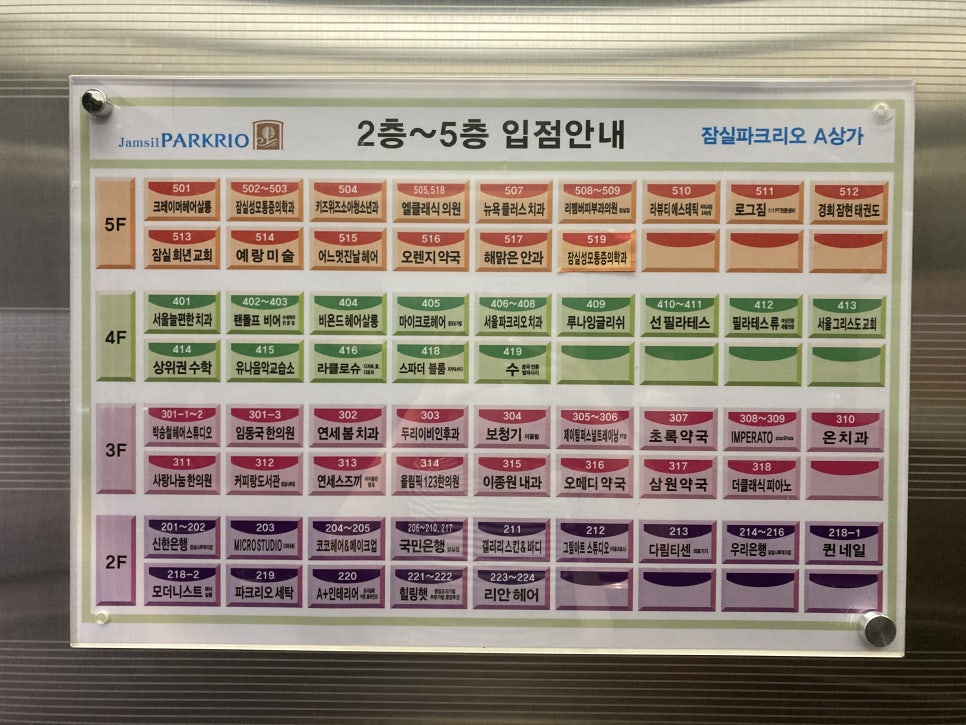 Jamsil PARKRIO
2층~5층 입점안내
잠실파크리오 A상가
5F
501 502~503 504 505,518 507 508~509 510 511 512
크레이머헤어살롱 잠실성모통증의학과 키즈위즈소아청소년과 엘클래식 의원 뉴욕 플러스 치과 리멤버피부과의원 잠실점 라뷰티 에스테틱 로그짐 경희 잠현 태권도
513 514 515 516 517 519
잠실 희년 교회 예 랑 미 술 어느멋진날 헤어 오렌지 약국 해맑은 안과 잠실성모통증의학과
4F
401 402~403 404 405 406~408 409 410~411 412 413
서울늘편한 치과 랜돌프 비어 비욘드 헤어살롱 마이크로헤어 서울파크리오치과 루나잉글리쉬 선 필라테스 필라테스 류 서울그리스도교회
414 415 416 418 419
상위권 수학 유나음악교습소 라클로슈 스파더 블룸 수
3F
301-1~2 301-3 302 303 304 305~306 307 308~309 310
박승철헤어스튜디오 임동국 한의원 연세 봄 치과 두리이비인후과 보청기 제이림퍼스널트레이닝 초 록 약 국 IMPERATO 온 치 과
311 312 313 314 315 316 317 318
사랑나눔 한의원 커피랑도서관 연세스즈끼 올림픽 123한의원 이종원 내과 오메디 약국 삼 원 약 국 더클래식 피아노
2F
201~202 203 204~205 206~210, 217 211 212 213 214~216 218-1
신한은행 MICROSTUDIO 코코헤어&메이크업 국민은행 잠실점 갤러리 스킨&바디 그림아트 스튜디오 다림티센 우리은행 퀸 네일
218-2 219 220 221~222 223~224
모더니스트 파크리오 세탁 A+인테리어 힐링햇 리안 헤어